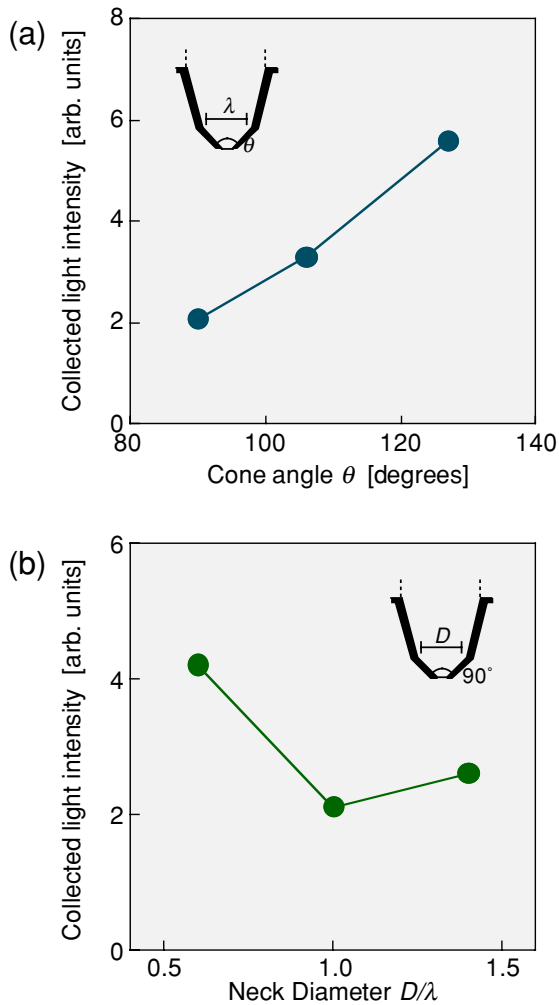 (a)
Collected light intensity [arb. units]
8
6
4
2
0
λ
θ
80
100
120
140
Cone angle θ [degrees]
(b)
Collected light intensity [arb. units]
6
4
2
0
D
90°
0.5
1.0
1.5
Neck Diameter D/λ